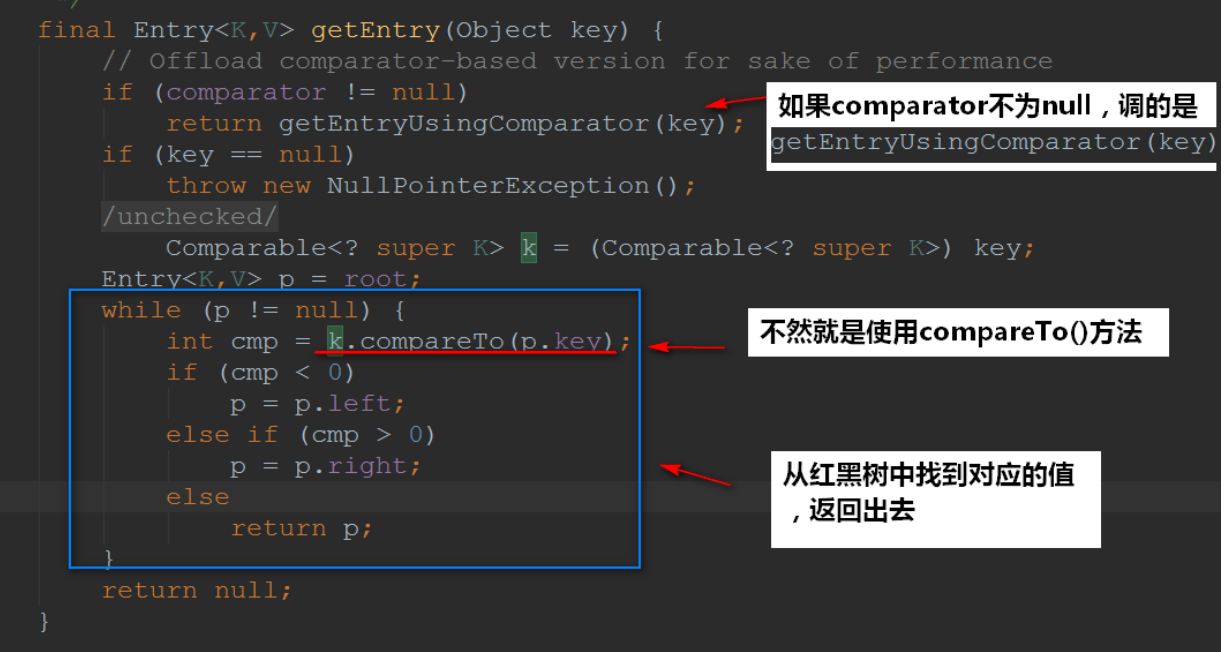 */
final Entry<K,V> getEntry(Object key) {
// Offload comparator-based version for sake of performance
if (comparator != null)
return getEntryUsingComparator(key);
如果comparator不为null，调的是
getEntryUsingComparator(key)
if (key == null)
throw new NullPointerException();
/unchecked/
Comparable<? super K> k = (Comparable<? super K>) key;
Entry<K,V> p = root;
while (p != null) {
int cmp = k.compareTo(p.key);
不然就是使用compareTo()方法
if (cmp < 0)
p = p.left;
else if (cmp > 0)
p = p.right;
从红黑树中找到对应的值
，返回出去
else
return p;
}
return null;
}